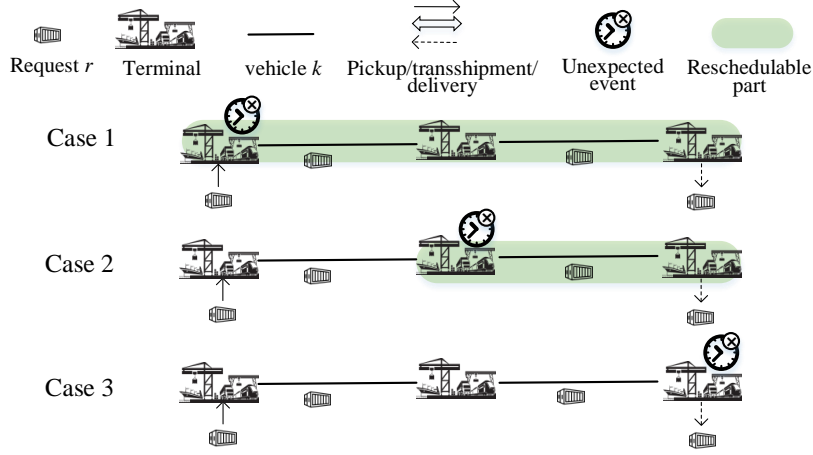 Request r
Terminal
vehicle k
Pickup/transshipment/
delivery
Unexpected
event
Reschedulable
part
Case 1
Case 2
Case 3